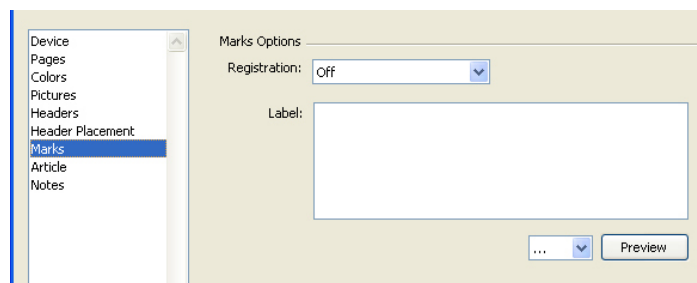 Device
Pages
Colors
Pictures
Headers
Header Placement
Marks
Article
Notes
Marks Options
Registration: Off
Label:
... Preview